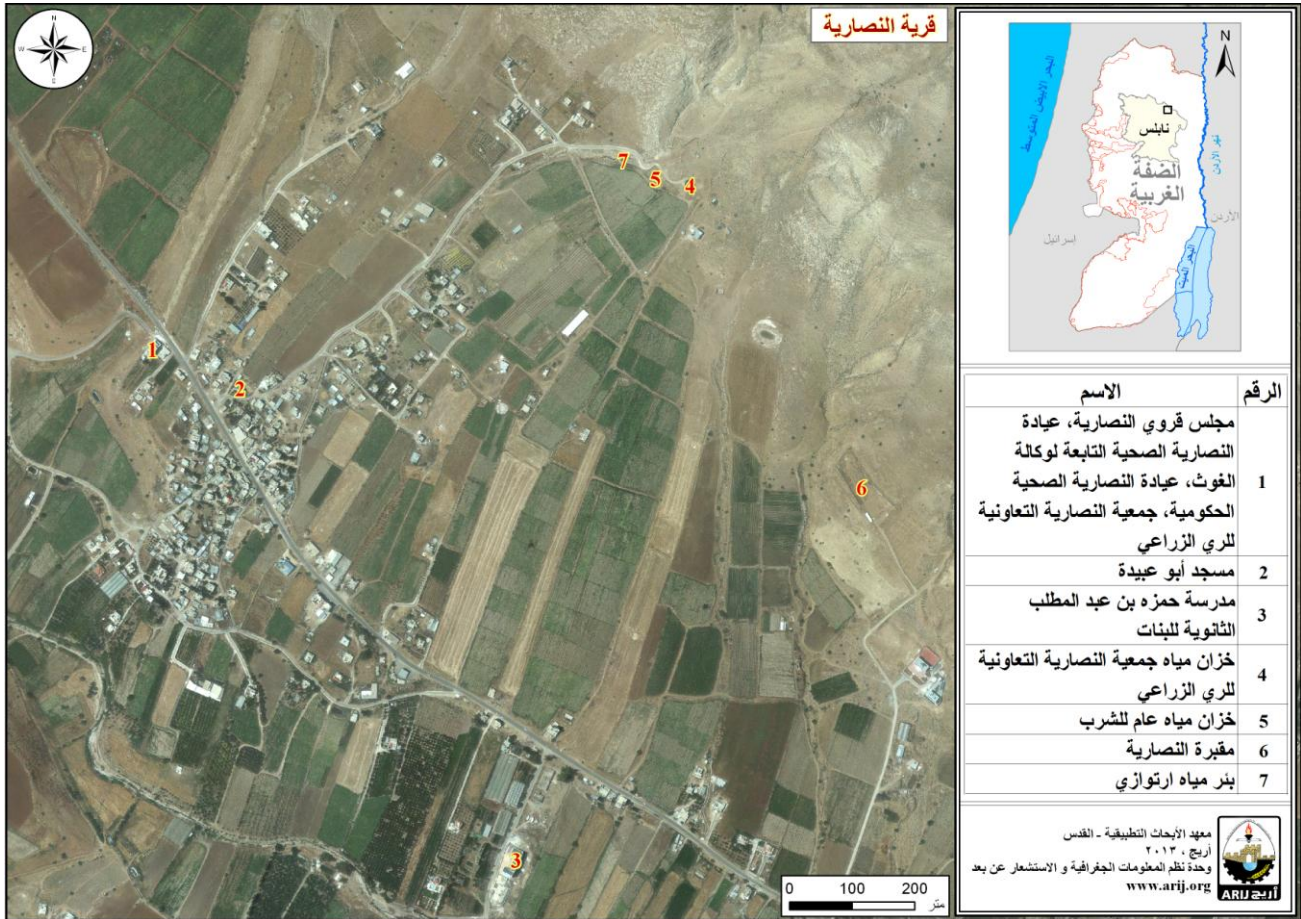 قرية النصارية
N
W
E
S
1
2
3
4
5
6
7
0 100 200
متر
N
البحر الابيض المتوسط
نابلس
الضفة
الغربية
نهر الأردن
الأردن
إسرائيل
البحر الميت
الرقم الاسم
1 مجلس قروي النصارية، عيادة
النصارية الصحية التابعة لوكالة
الغوث، عيادة النصارية الصحية
الحكومية، جمعية النصارية التعاونية
للري الزراعي
2 مسجد أبو عبيدة
3 مدرسة حمزه بن عبد المطلب
الثانوية للبنات
4 خزان مياه جمعية النصارية التعاونية
للري الزراعي
5 خزان مياه عام للشرب
6 مقبرة النصارية
7 بئر مياه ارتوازي
معهد الأبحاث التطبيقية - القدس
أريج ، ٢٠١٣
وحدة نظم المعلومات الجغرافية و الاستشعار عن بعد
www.arij.org
ARIJ أريج